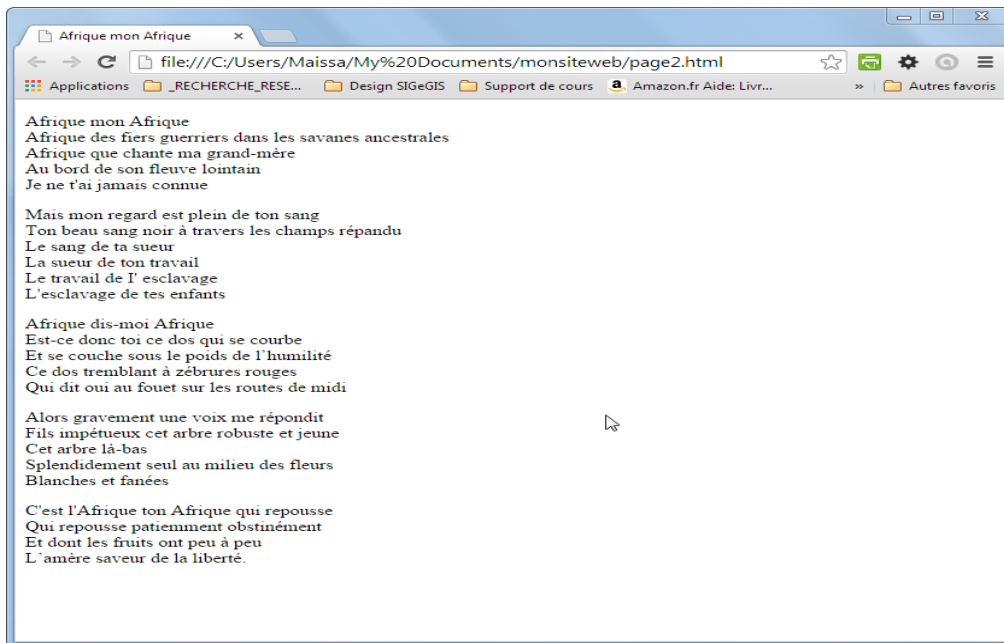 Afrique mon Afrique
file:///C:/Users/Maissa/My%20Documents/monsiteweb/page2.html
Applications _RECHERCHE_RESE... Design SIGeGIS Support de cours Amazon.fr Aide: Livr... » Autres favoris
Afrique mon Afrique
Afrique des fiers guerriers dans les savanes ancestrales
Afrique que chante ma grand-mère
Au bord de son fleuve lointain
Je ne t'ai jamais connue
Mais mon regard est plein de ton sang
Ton beau sang noir à travers les champs répandu
Le sang de ta sueur
La sueur de ton travail
Le travail de I' esclavage
L'esclavage de tes enfants
Afrique dis-moi Afrique
Est-ce donc toi ce dos qui se courbe
Et se couche sous le poids de l’humilité
Ce dos tremblant à zébrures rouges
Qui dit oui au fouet sur les routes de midi
Alors gravement une voix me répondit
Fils impétueux cet arbre robuste et jeune
Cet arbre là-bas
Splendidement seul au milieu des fleurs
Blanches et fanées
C'est l'Afrique ton Afrique qui repousse
Qui repousse patiemment obstinément
Et dont les fruits ont peu à peu
L`amère saveur de la liberté.